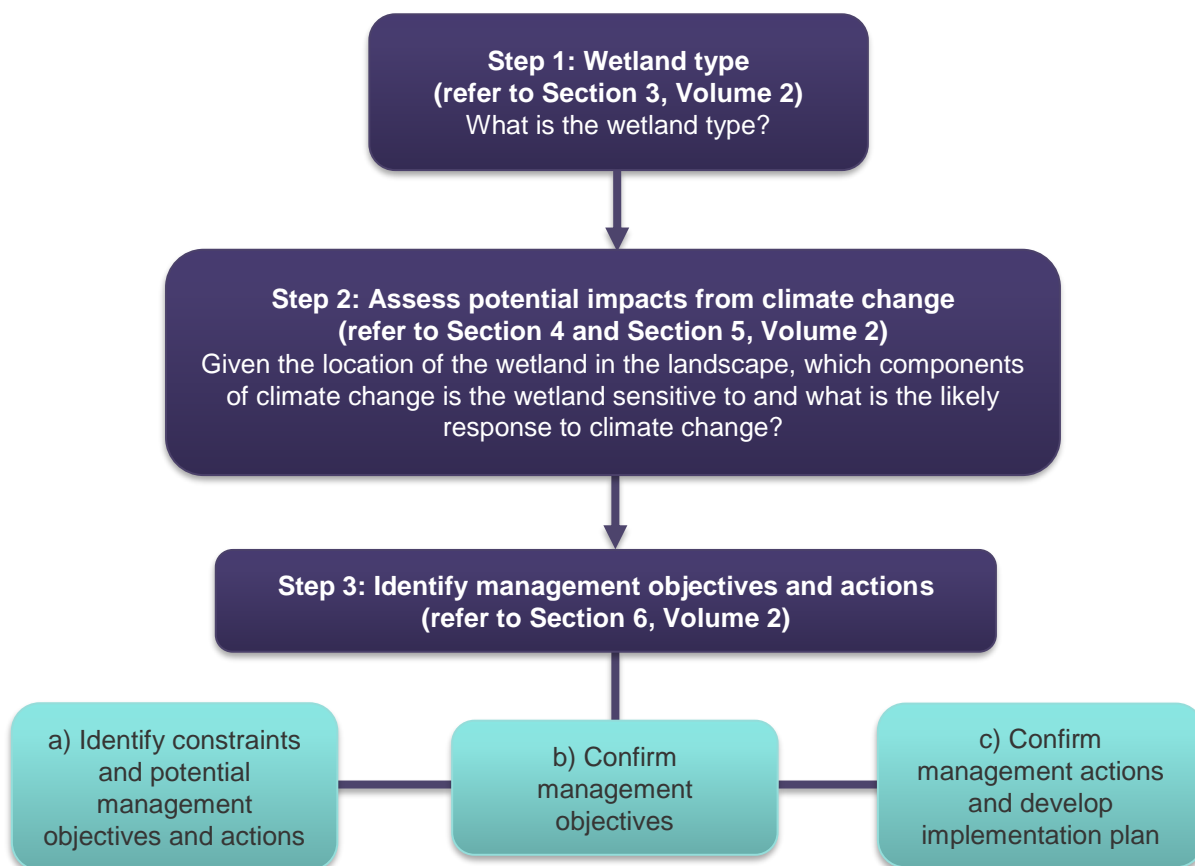 Step 1: Wetland type
(refer to Section 3, Volume 2)
What is the wetland type?
Step 2: Assess potential impacts from climate change
(refer to Section 4 and Section 5, Volume 2)
Given the location of the wetland in the landscape, which components
of climate change is the wetland sensitive to and what is the likely
response to climate change?
Step 3: Identify management objectives and actions
(refer to Section 6, Volume 2)
a) Identify constraints
and potential
management
objectives and actions
b) Confirm
management
objectives
c) Confirm
management actions
and develop
implementation plan